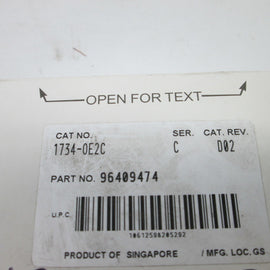 OPEN FOR TEXT
CAT NO. SER. CAT. REV.
1734-OE2C C D02
PART NO. 96409474
U.P.C.
10612598205292
PRODUCT OF SINGAPORE / MFG. LOC. GS